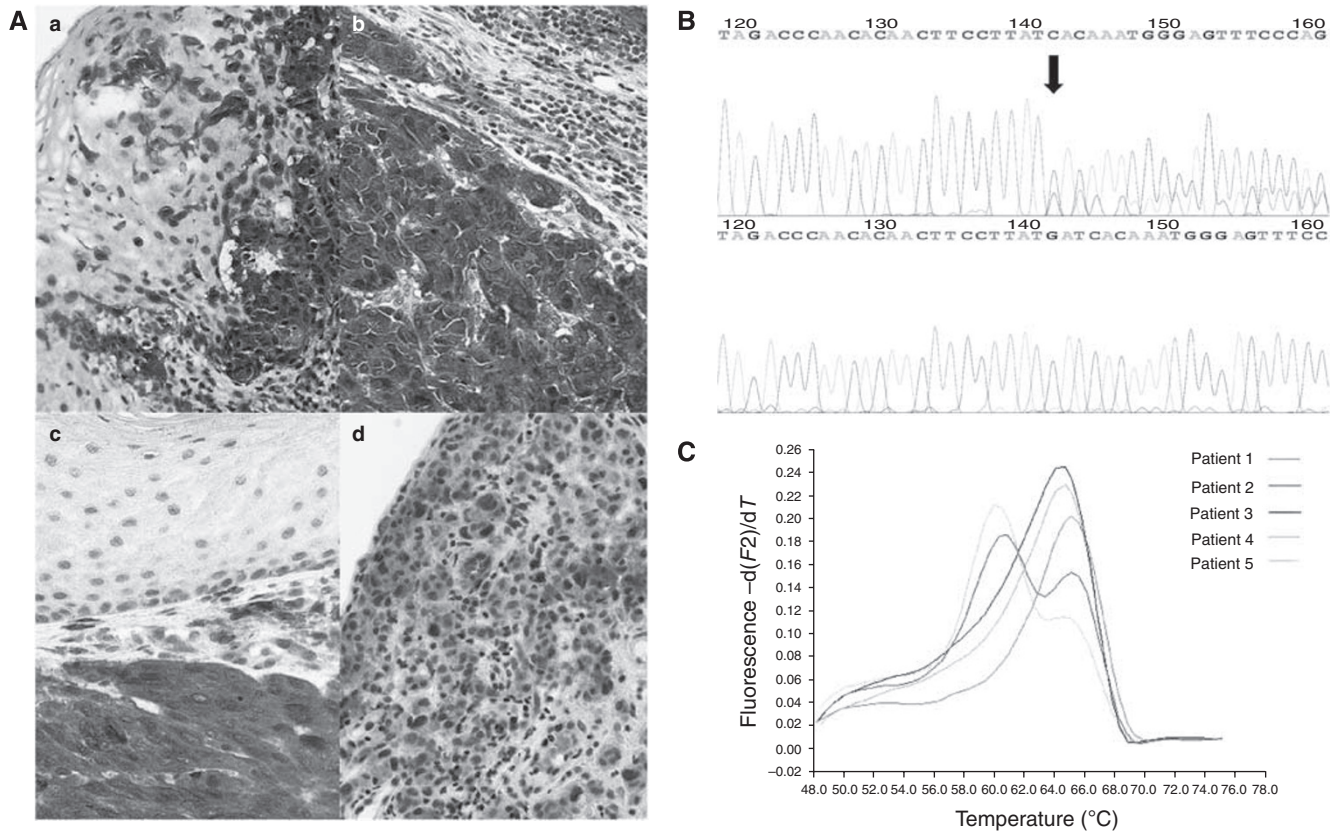 A
a
b
c
d
B
120 130 140 150 160
TAGACCCAACACAACTTCCTTATCACAAATGGGAGTTTCCCAG
120 130 140 150 160
TAGACCCAACACAACTTCCTTATGATCACAAATGGGAGTTTCC
C
0.26
0.24
0.22
0.20
0.18
0.16
0.14
0.12
0.10
0.08
0.06
0.04
0.02
0.00
−0.02
Fluorescence –d(F2)/dT
48.0 50.0 52.0 54.0 56.0 58.0 60.0 62.0 64.0 66.0 68.0 70.0 72.0 74.0 76.0 78.0
Temperature (°C)
Patient 1
Patient 2
Patient 3
Patient 4
Patient 5